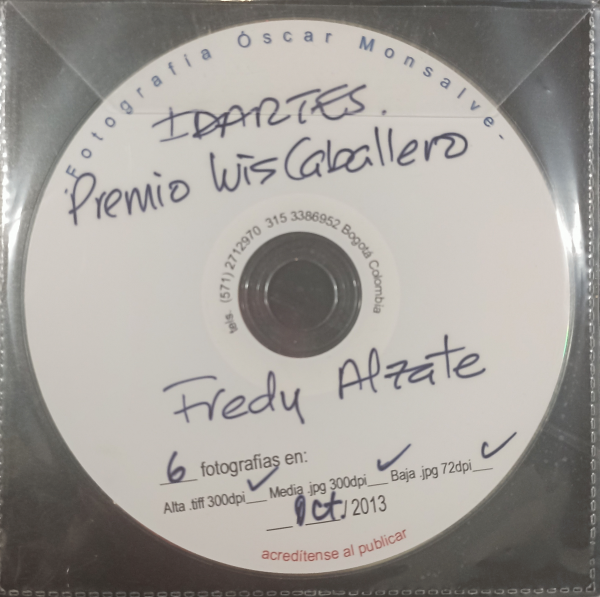 ·Fotografía Óscar Monsalve·
IDARTES.
Premio Luis Caballero
tels. (571) 2712970 315 3386952 Bogotá Colombia
Fredy Alzate
6 fotografias en:
Alta .tiff 300dpi ✓ Media .jpg 300dpi ✓ Baja .jpg 72dpi ✓
Oct./2013
acredítense al publicar